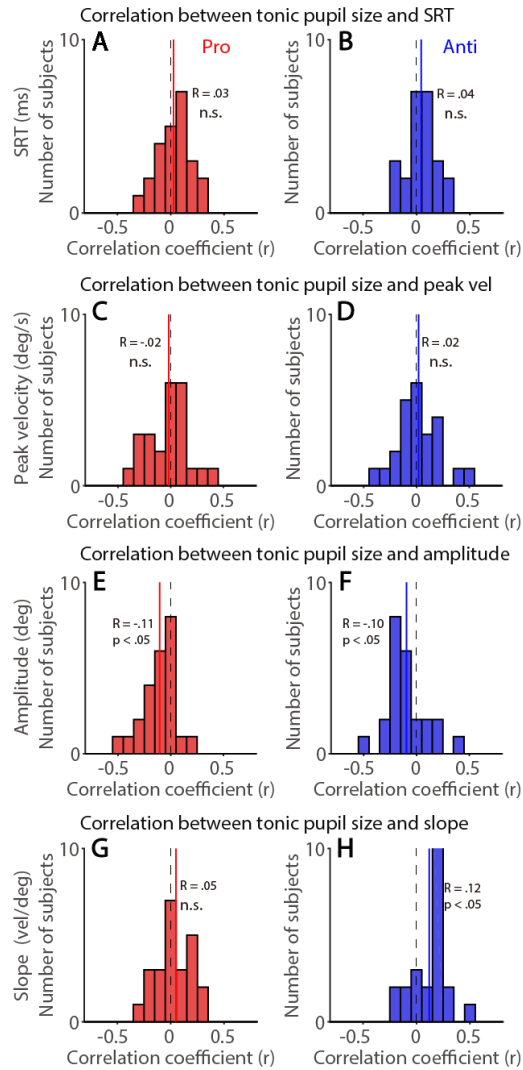 Correlation between tonic pupil size and SRT
A
Pro
B
Anti
SRT (ms)
Number of subjects
Number of subjects
10
0
10
0
R = .03
n.s.
R = .04
n.s.
-0.5 0 0.5
-0.5 0 0.5
Correlation coefficient (r)
Correlation coefficient (r)
Correlation between tonic pupil size and peak vel
C
D
Peak velocity (deg/s)
Number of subjects
Number of subjects
10
0
10
0
R = -.02
n.s.
R = .02
n.s.
-0.5 0 0.5
-0.5 0 0.5
Correlation coefficient (r)
Correlation coefficient (r)
Correlation between tonic pupil size and amplitude
E
F
Amplitude (deg)
Number of subjects
Number of subjects
10
0
10
0
R = -.11
p < .05
R = -.10
p < .05
-0.5 0 0.5
-0.5 0 0.5
Correlation coefficient (r)
Correlation coefficient (r)
Correlation between tonic pupil size and slope
G
H
Slope (vel/deg)
Number of subjects
Number of subjects
10
0
10
0
R = .05
n.s.
R = .12
p < .05
-0.5 0 0.5
-0.5 0 0.5
Correlation coefficient (r)
Correlation coefficient (r)